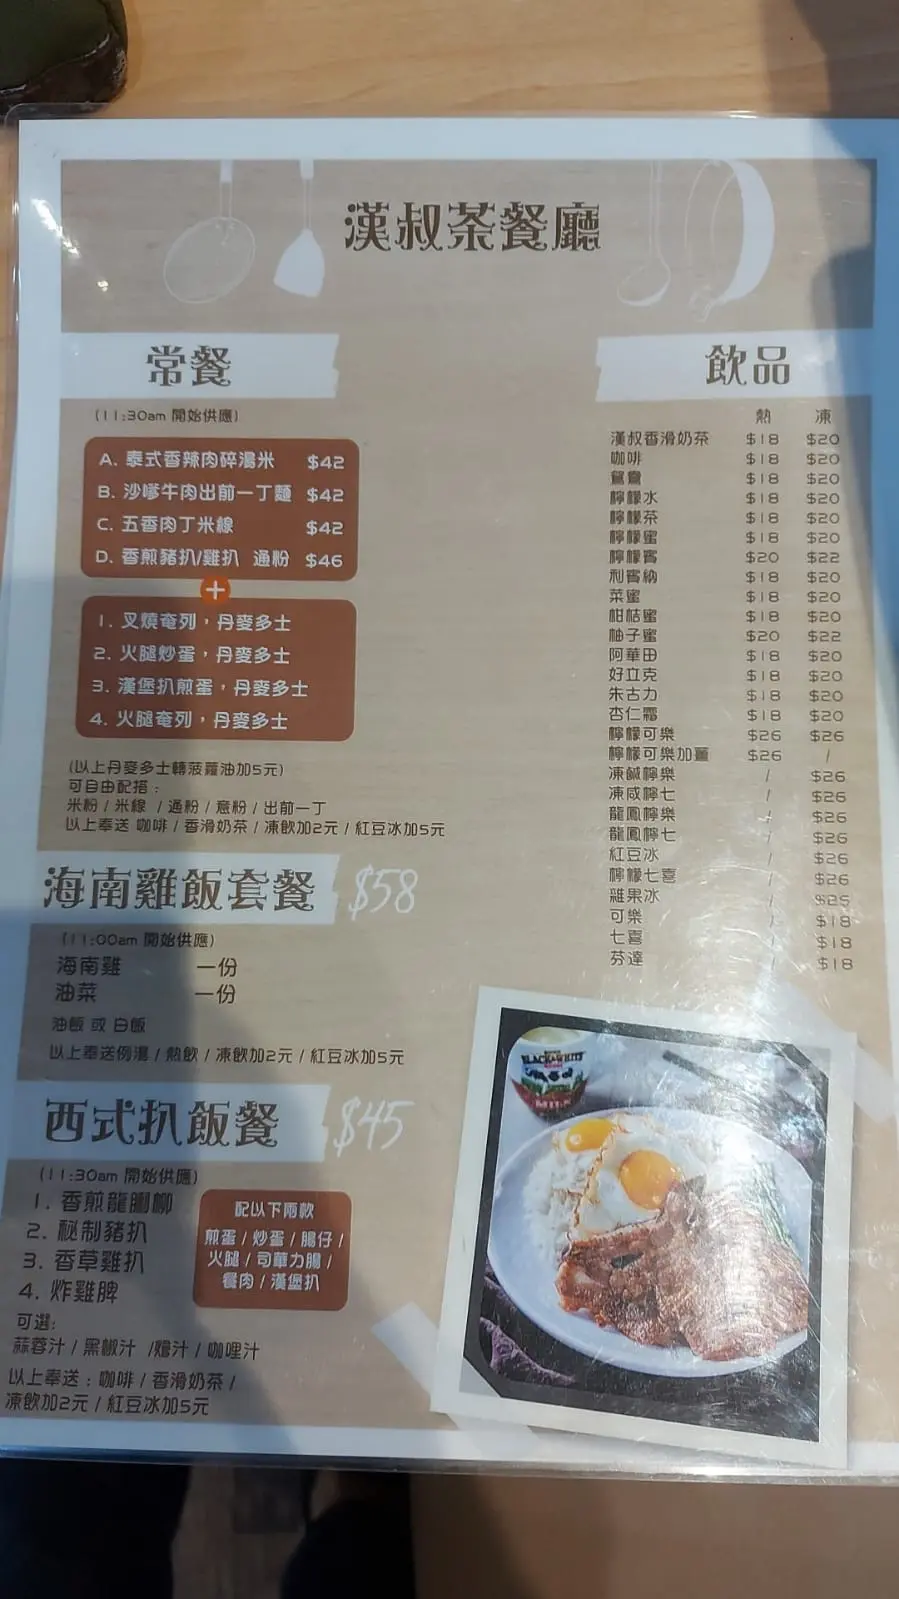 漢叔茶餐廳
常餐
(11:30am 開始供應)
A. 泰式香辣肉碎湯米 $42
B. 沙嗲牛肉出前一丁麵 $42
C. 五香肉丁米線 $42
D. 香煎豬扒/雞扒 通粉 $46
+
1. 叉燒奄列，丹麥多士
2. 火腿炒蛋，丹麥多士
3. 漢堡扒煎蛋，丹麥多士
4. 火腿奄列，丹麥多士
(以上丹麥多士轉菠蘿油加5元)
可自由配搭：
米粉 / 米線 / 通粉 / 意粉 / 出前一丁
以上奉送 咖啡 / 香滑奶茶 / 凍飲加2元 / 紅豆冰加5元
海南雞飯套餐 $58
(11:00am 開始供應)
海南雞 一份
油菜 一份
油飯 或 白飯
以上奉送例湯 / 熱飲 / 凍飲加2元 / 紅豆冰加5元
西式扒飯餐 $45
(11:30am 開始供應)
1. 香煎龍脷柳
2. 秘制豬扒
3. 香草雞扒
4. 炸雞脾
配以下兩款
煎蛋 / 炒蛋 / 腸仔 /
火腿 / 司華力腸 /
餐肉 / 漢堡扒
可選:
蒜蓉汁 / 黑椒汁 /燒汁 / 咖哩汁
以上奉送：咖啡 / 香滑奶茶 /
凍飲加2元 / 紅豆冰加5元
飲品
熱 凍
漢叔香滑奶茶 $18 $20
咖啡 $18 $20
鴛鴦 $18 $20
檸檬水 $18 $20
檸檬茶 $18 $20
檸檬蜜 $18 $20
檸檬賓 $20 $22
利賓納 $18 $20
菜蜜 $18 $20
柑桔蜜 $18 $20
柚子蜜 $20 $22
阿華田 $18 $20
好立克 $18 $20
朱古力 $18 $20
杏仁霜 $18 $20
檸檬可樂 $26 $26
檸檬可樂加薑 $26 /
凍鹹檸樂 / $26
凍咸檸七 / $26
龍鳳檸樂 / $26
龍鳳檸七 / $26
紅豆冰 / $26
檸檬七喜 / $26
雜果冰 / $26
可樂 / $18
七喜 / $18
芬達 / $18
BLACK&WHITE
MILK